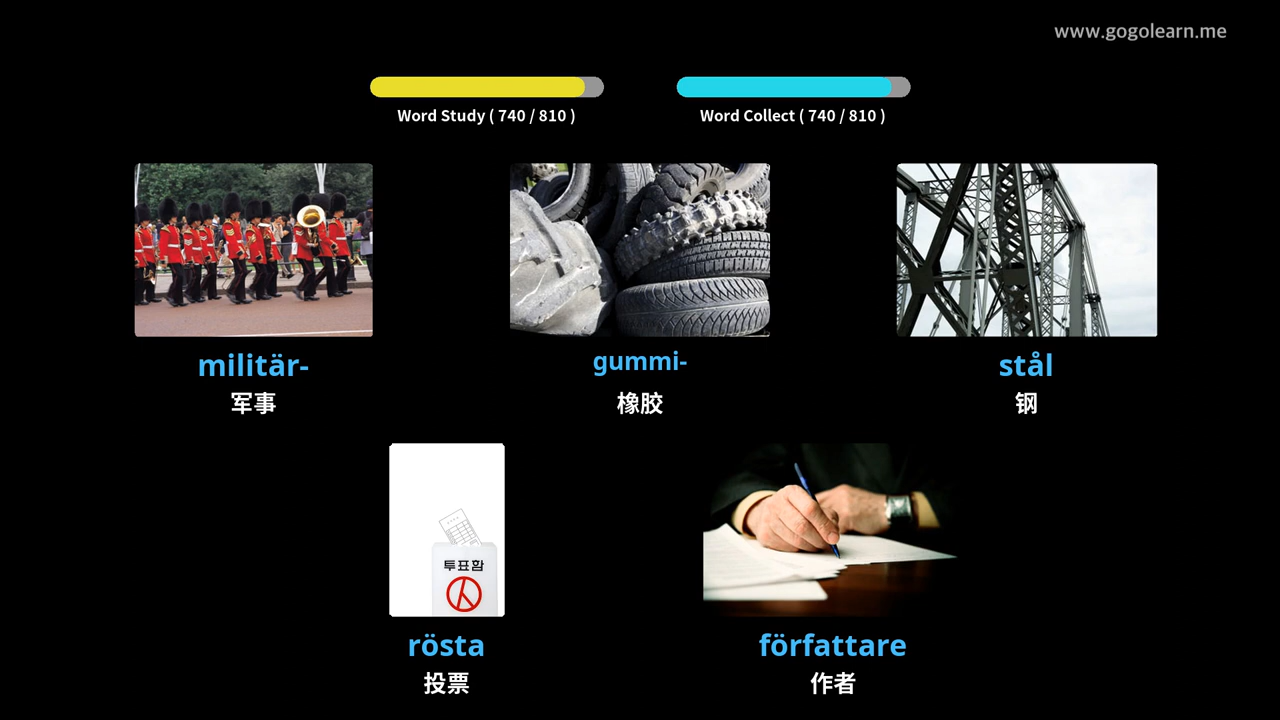 www.gogolearn.me
Word Study ( 740 / 810 )
Word Collect ( 740 / 810 )
militär-
军事
gummi-
橡胶
stål
钢
투표함
rösta
投票
författare
作者